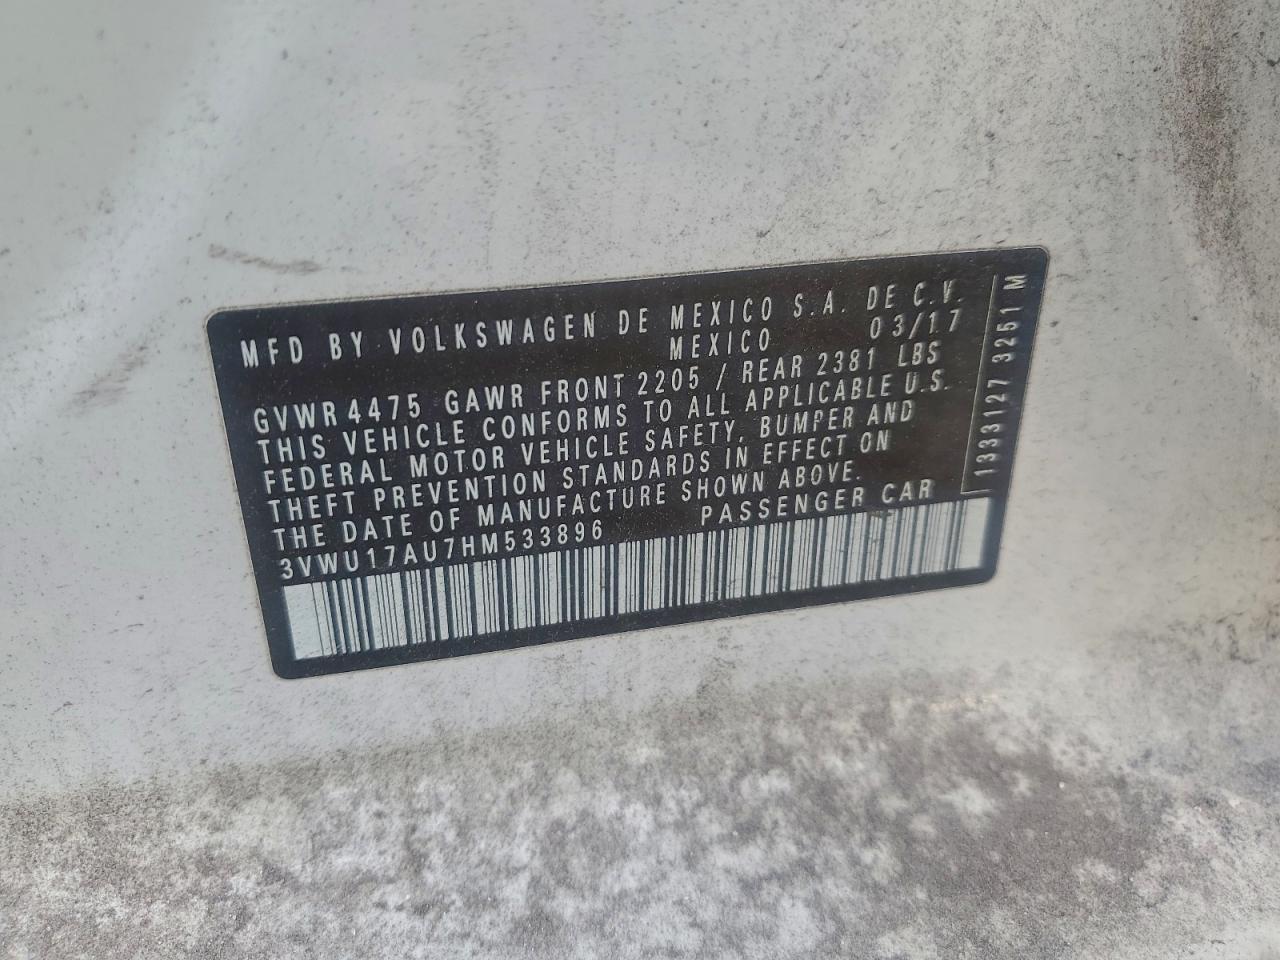 MFD BY VOLKSWAGEN DE MEXICO S.A. DE C.V.
MEXICO 03/17
GVWR 4475 GAWR FRONT 2205 / REAR 2381 LBS
THIS VEHICLE CONFORMS TO ALL APPLICABLE U.S.
FEDERAL MOTOR VEHICLE SAFETY, BUMPER AND
THEFT PREVENTION STANDARDS IN EFFECT ON
THE DATE OF MANUFACTURE SHOWN ABOVE.
3VWU17AU7HM533896 PASSENGER CAR
1333127 3251 M